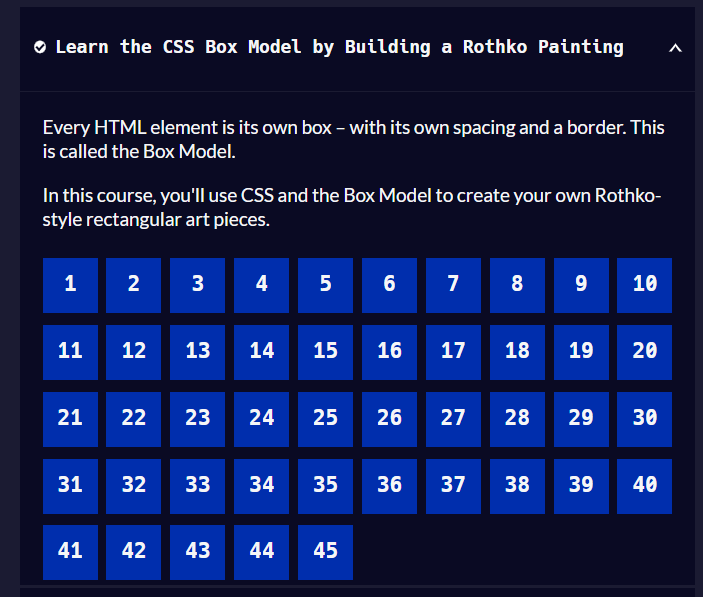 Learn the CSS Box Model by Building a Rothko Painting
Every HTML element is its own box – with its own spacing and a border. This
is called the Box Model.
In this course, you'll use CSS and the Box Model to create your own Rothko-
style rectangular art pieces.
1 2 3 4 5 6 7 8 9 10
11 12 13 14 15 16 17 18 19 20
21 22 23 24 25 26 27 28 29 30
31 32 33 34 35 36 37 38 39 40
41 42 43 44 45